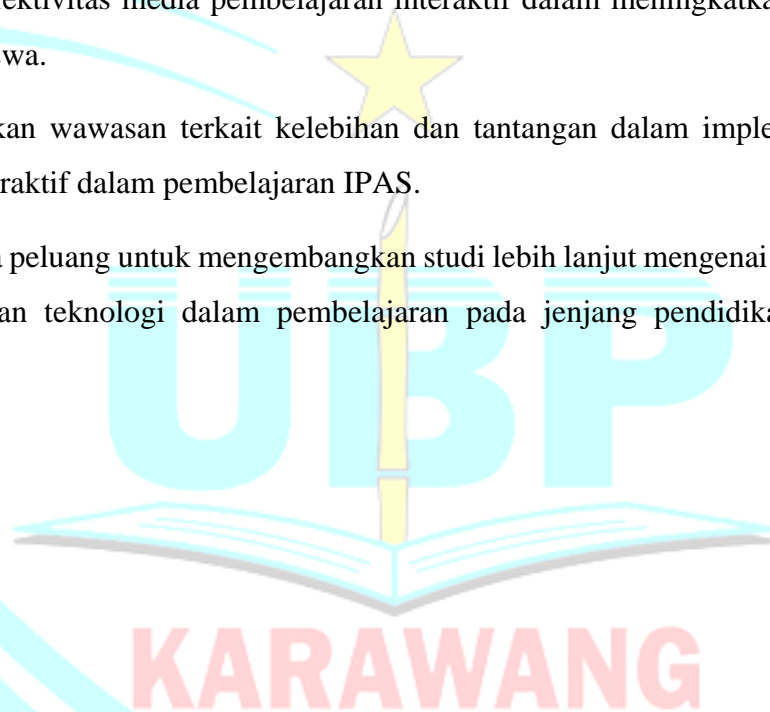 ektivitas media pembelajaran interaktif dalam meningkatka
wa.
kan wawasan terkait kelebihan dan tantangan dalam imple
raktif dalam pembelajaran IPAS.
peluang untuk mengembangkan studi lebih lanjut mengenai
an teknologi dalam pembelajaran pada jenjang pendidika
UBP
KARAWANG